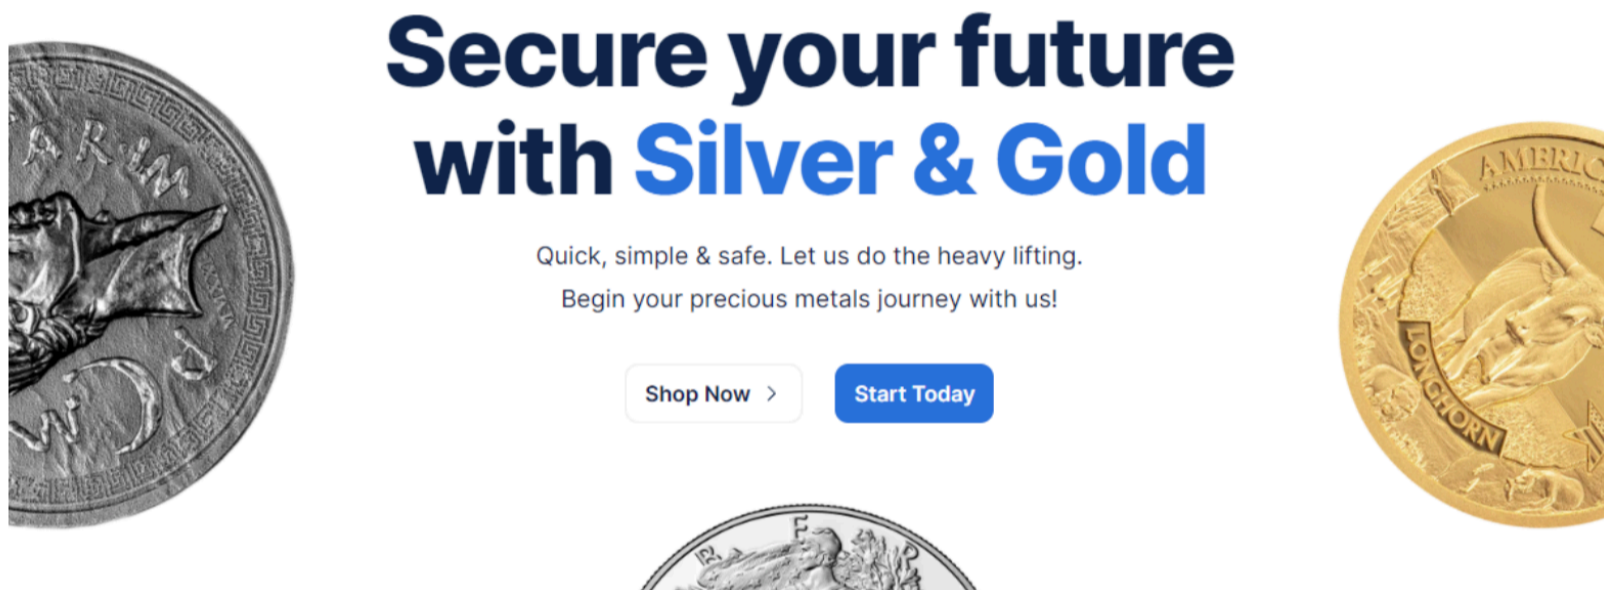 Secure your future
with Silver & Gold
Quick, simple & safe. Let us do the heavy lifting.
Begin your precious metals journey with us!
Shop Now
Start Today
LONGHORN